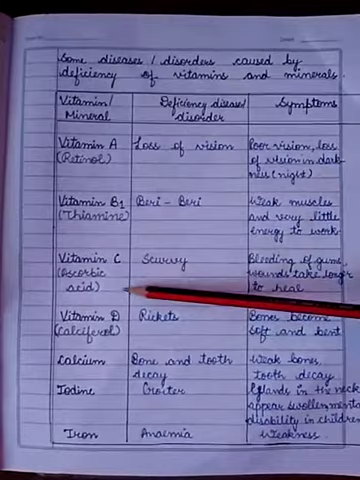 Some diseases / disorders caused by
deficiency of vitamins and minerals.
Vitamin/ Mineral | Deficiency disease/ disorder | Symptoms
Vitamin A | Loss of vision | Poor vision, loss
(Retinol) | of vision in dark-
ness (night)
Vitamin B1 | Beri - Beri | Weak muscles
(Thiamine) | and very little
energy to work
Vitamin C | Scurvy | Bleeding of gums,
(Ascorbic | wounds take longer
acid) | to heal
Vitamin D | Rickets | Bones become
(Calciferol) | soft and bent
Calcium | Bone and tooth | Weak bones,
decay | tooth decay
Iodine | Goiter | Glands in the neck
appear swollen, menta
disability in children
Iron | Anaemia | Weakness.